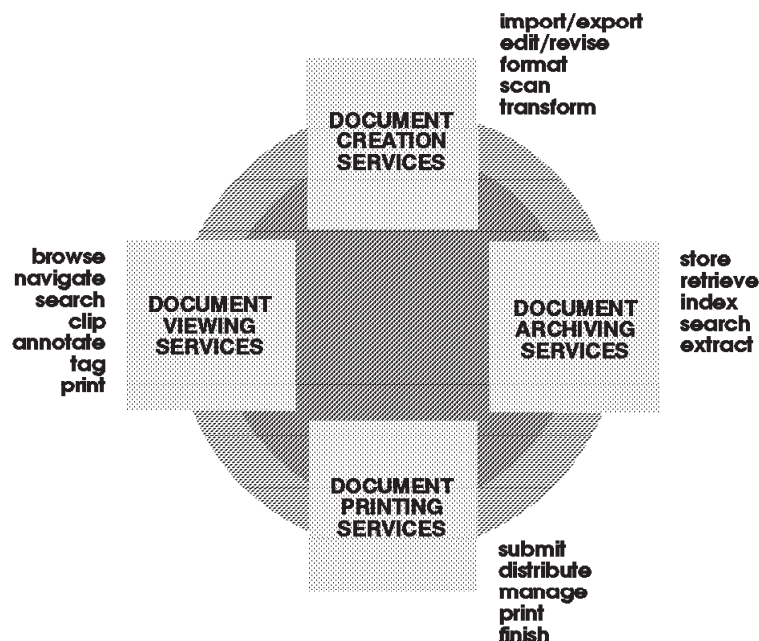 import/export
edit/revise
format
scan
transform
DOCUMENT
CREATION
SERVICES
browse
navigate
search
clip
annotate
tag
print
DOCUMENT
VIEWING
SERVICES
DOCUMENT
ARCHIVING
SERVICES
store
retrieve
index
search
extract
DOCUMENT
PRINTING
SERVICES
submit
distribute
manage
print
finish